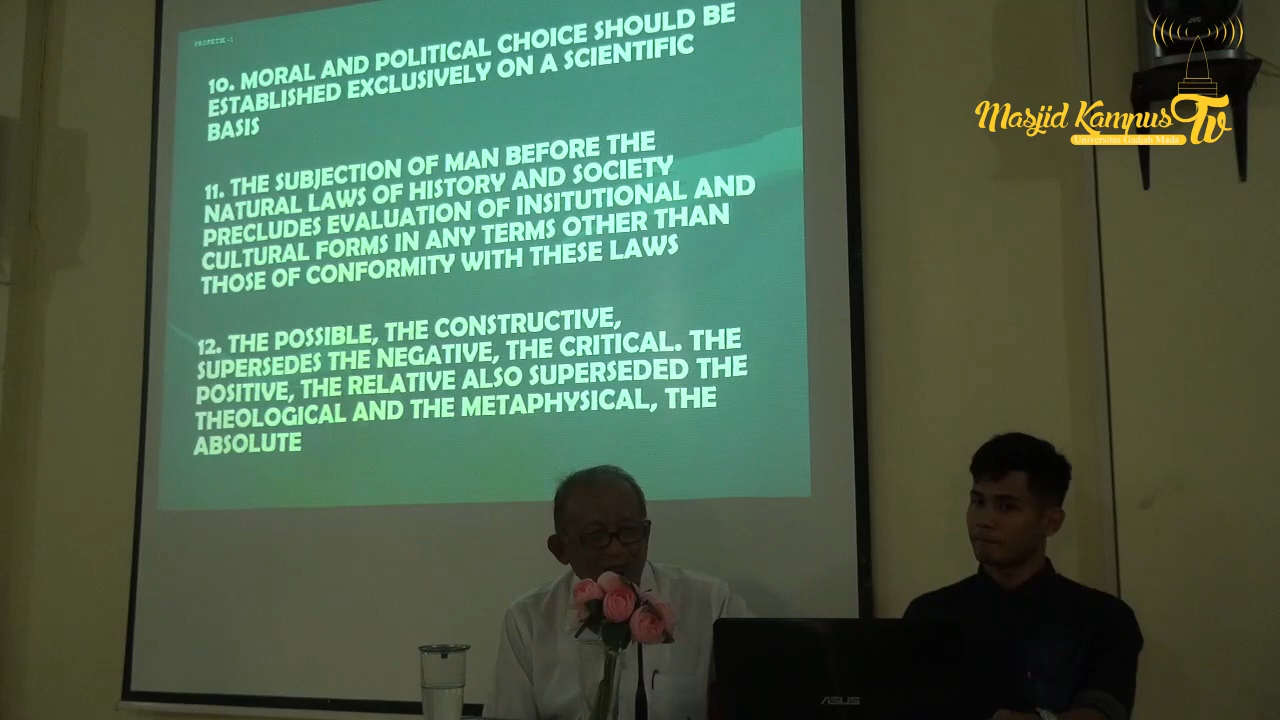 PROFETIK -1
10. MORAL AND POLITICAL CHOICE SHOULD BE
ESTABLISHED EXCLUSIVELY ON A SCIENTIFIC
BASIS
11. THE SUBJECTION OF MAN BEFORE THE
NATURAL LAWS OF HISTORY AND SOCIETY
PRECLUDES EVALUATION OF INSITUTIONAL AND
CULTURAL FORMS IN ANY TERMS OTHER THAN
THOSE OF CONFORMITY WITH THESE LAWS
12. THE POSSIBLE, THE CONSTRUCTIVE,
SUPERSEDES THE NEGATIVE, THE CRITICAL. THE
POSITIVE, THE RELATIVE ALSO SUPERSEDED THE
THEOLOGICAL AND THE METAPHYSICAL, THE
ABSOLUTE
JVC
Masjid Kampus Tv
Universitas Gadjah Mada
ASUS